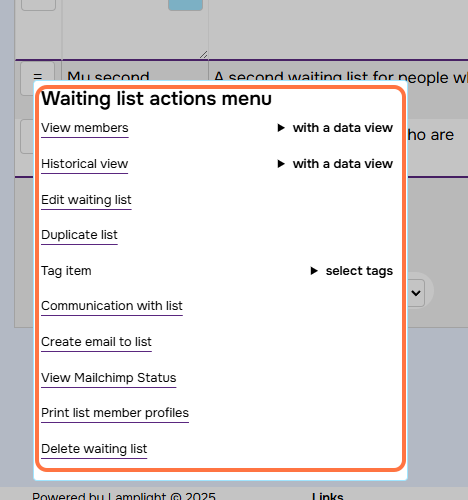 My second
A second waiting list for people
Waiting list actions menu
View members ▶ with a data view
ho are
Historical view ▶ with a data view
Edit waiting list
Duplicate list
Tag item ▶ select tags
Communication with list
Create email to list
View Mailchimp Status
Print list member profiles
Delete waiting list
Powered by Lamplight © 2025 Links